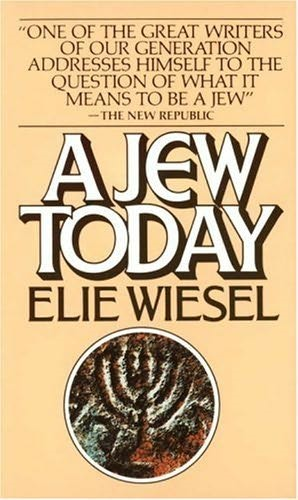 "ONE OF THE GREAT WRITERS
OF OUR GENERATION
ADDRESSES HIMSELF TO THE
QUESTION OF WHAT IT
MEANS TO BE A JEW"
—THE NEW REPUBLIC
A JEW
TODAY
ELIE WIESEL